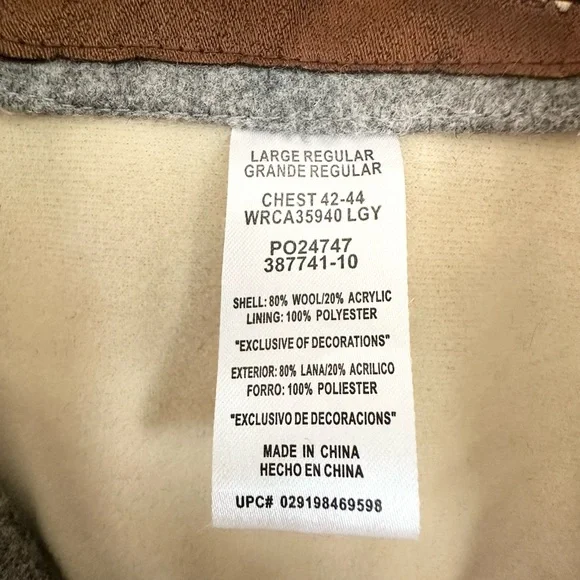 LARGE REGULAR
GRANDE REGULAR
CHEST 42-44
WRCA35940 LGY
PO24747
387741-10
SHELL: 80% WOOL/20% ACRYLIC
LINING: 100% POLYESTER
"EXCLUSIVE OF DECORATIONS"
EXTERIOR: 80% LANA/20% ACRILICO
FORRO: 100% POLIESTER
"EXCLUSIVO DE DECORACIONS"
MADE IN CHINA
HECHO EN CHINA
UPC# 029198469598